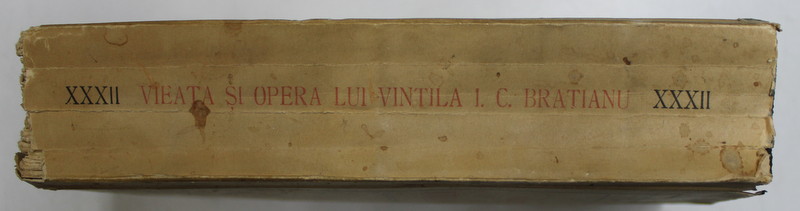 XXXII VIEATA ȘI OPERA LUI VINTILA I. C. BRATIANU XXXII